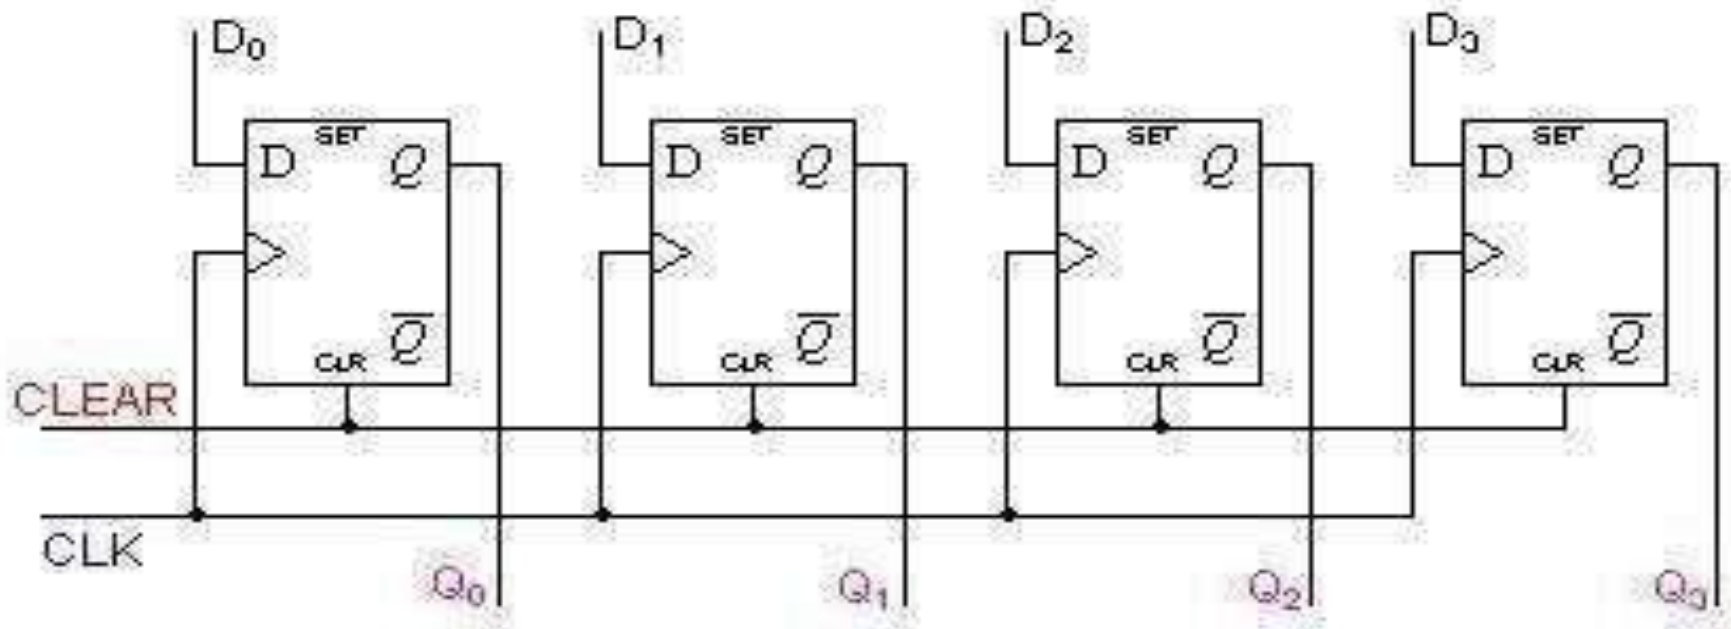 D₀ D₁ D₂ D₃
SET SET SET SET
D Q D Q D Q D Q
Q̅ Q̅ Q̅ Q̅
CLR CLR CLR CLR
CLEAR
CLK
Q₀ Q₁ Q₂ Q₃